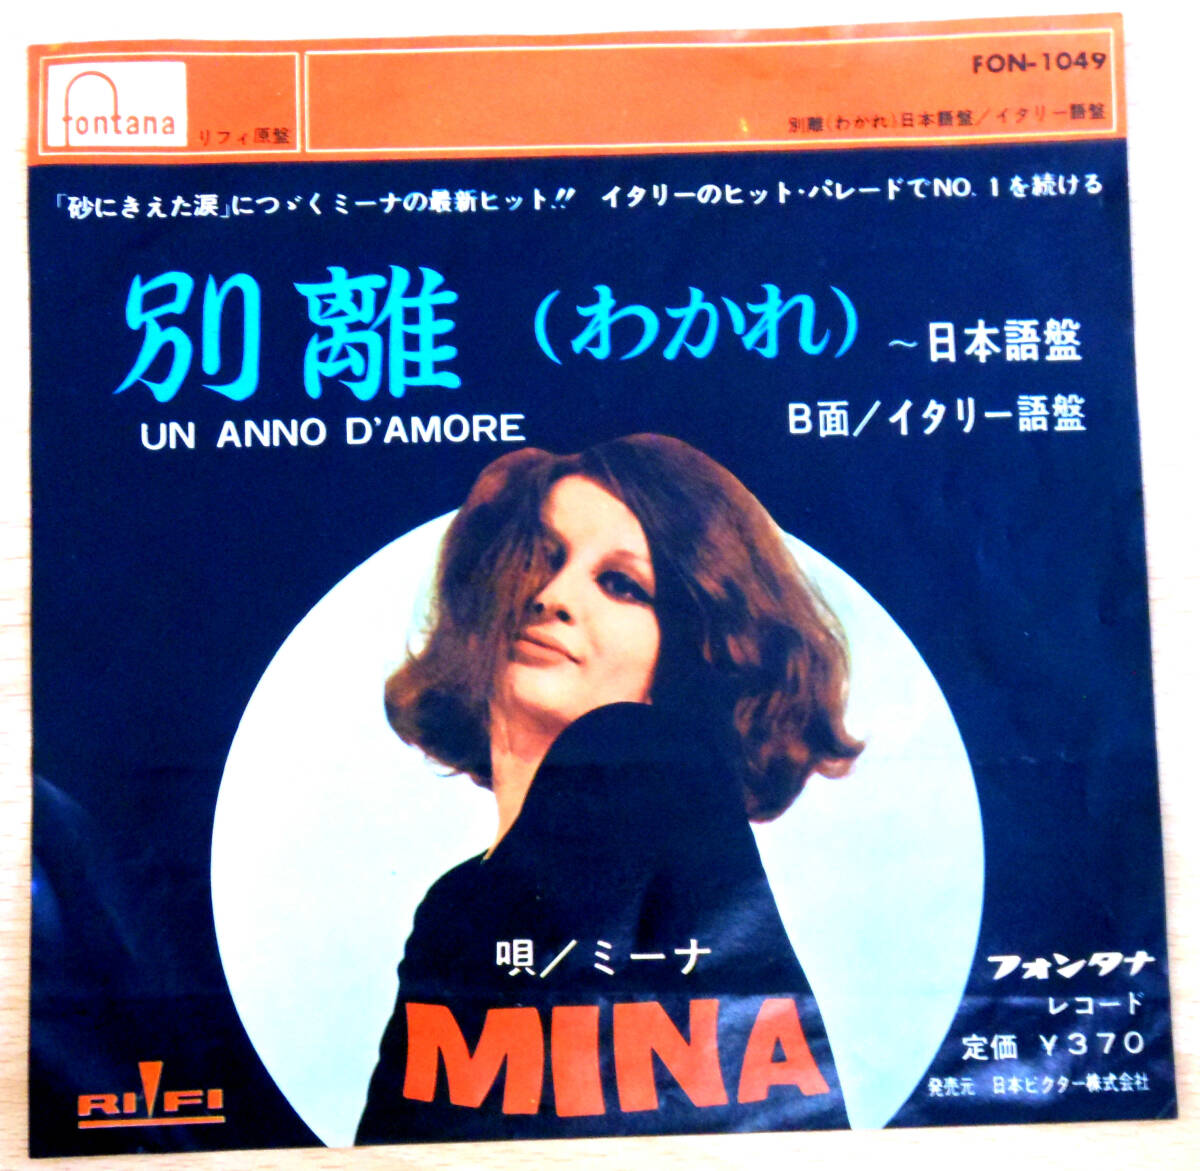 fontana
リフィ原盤
FON-1049
別離(わかれ)日本語盤/イタリー語盤
「砂にきえた涙」につゞくミーナの最新ヒット!! イタリーのヒット・パレードでNO.1を続ける
別離(わかれ)~日本語盤
UN ANNO D'AMORE
B面/イタリー語盤
唄/ミーナ
MINA
フォンタナ
レコード
定価 ¥370
発売元 日本ビクター株式会社
RIFI